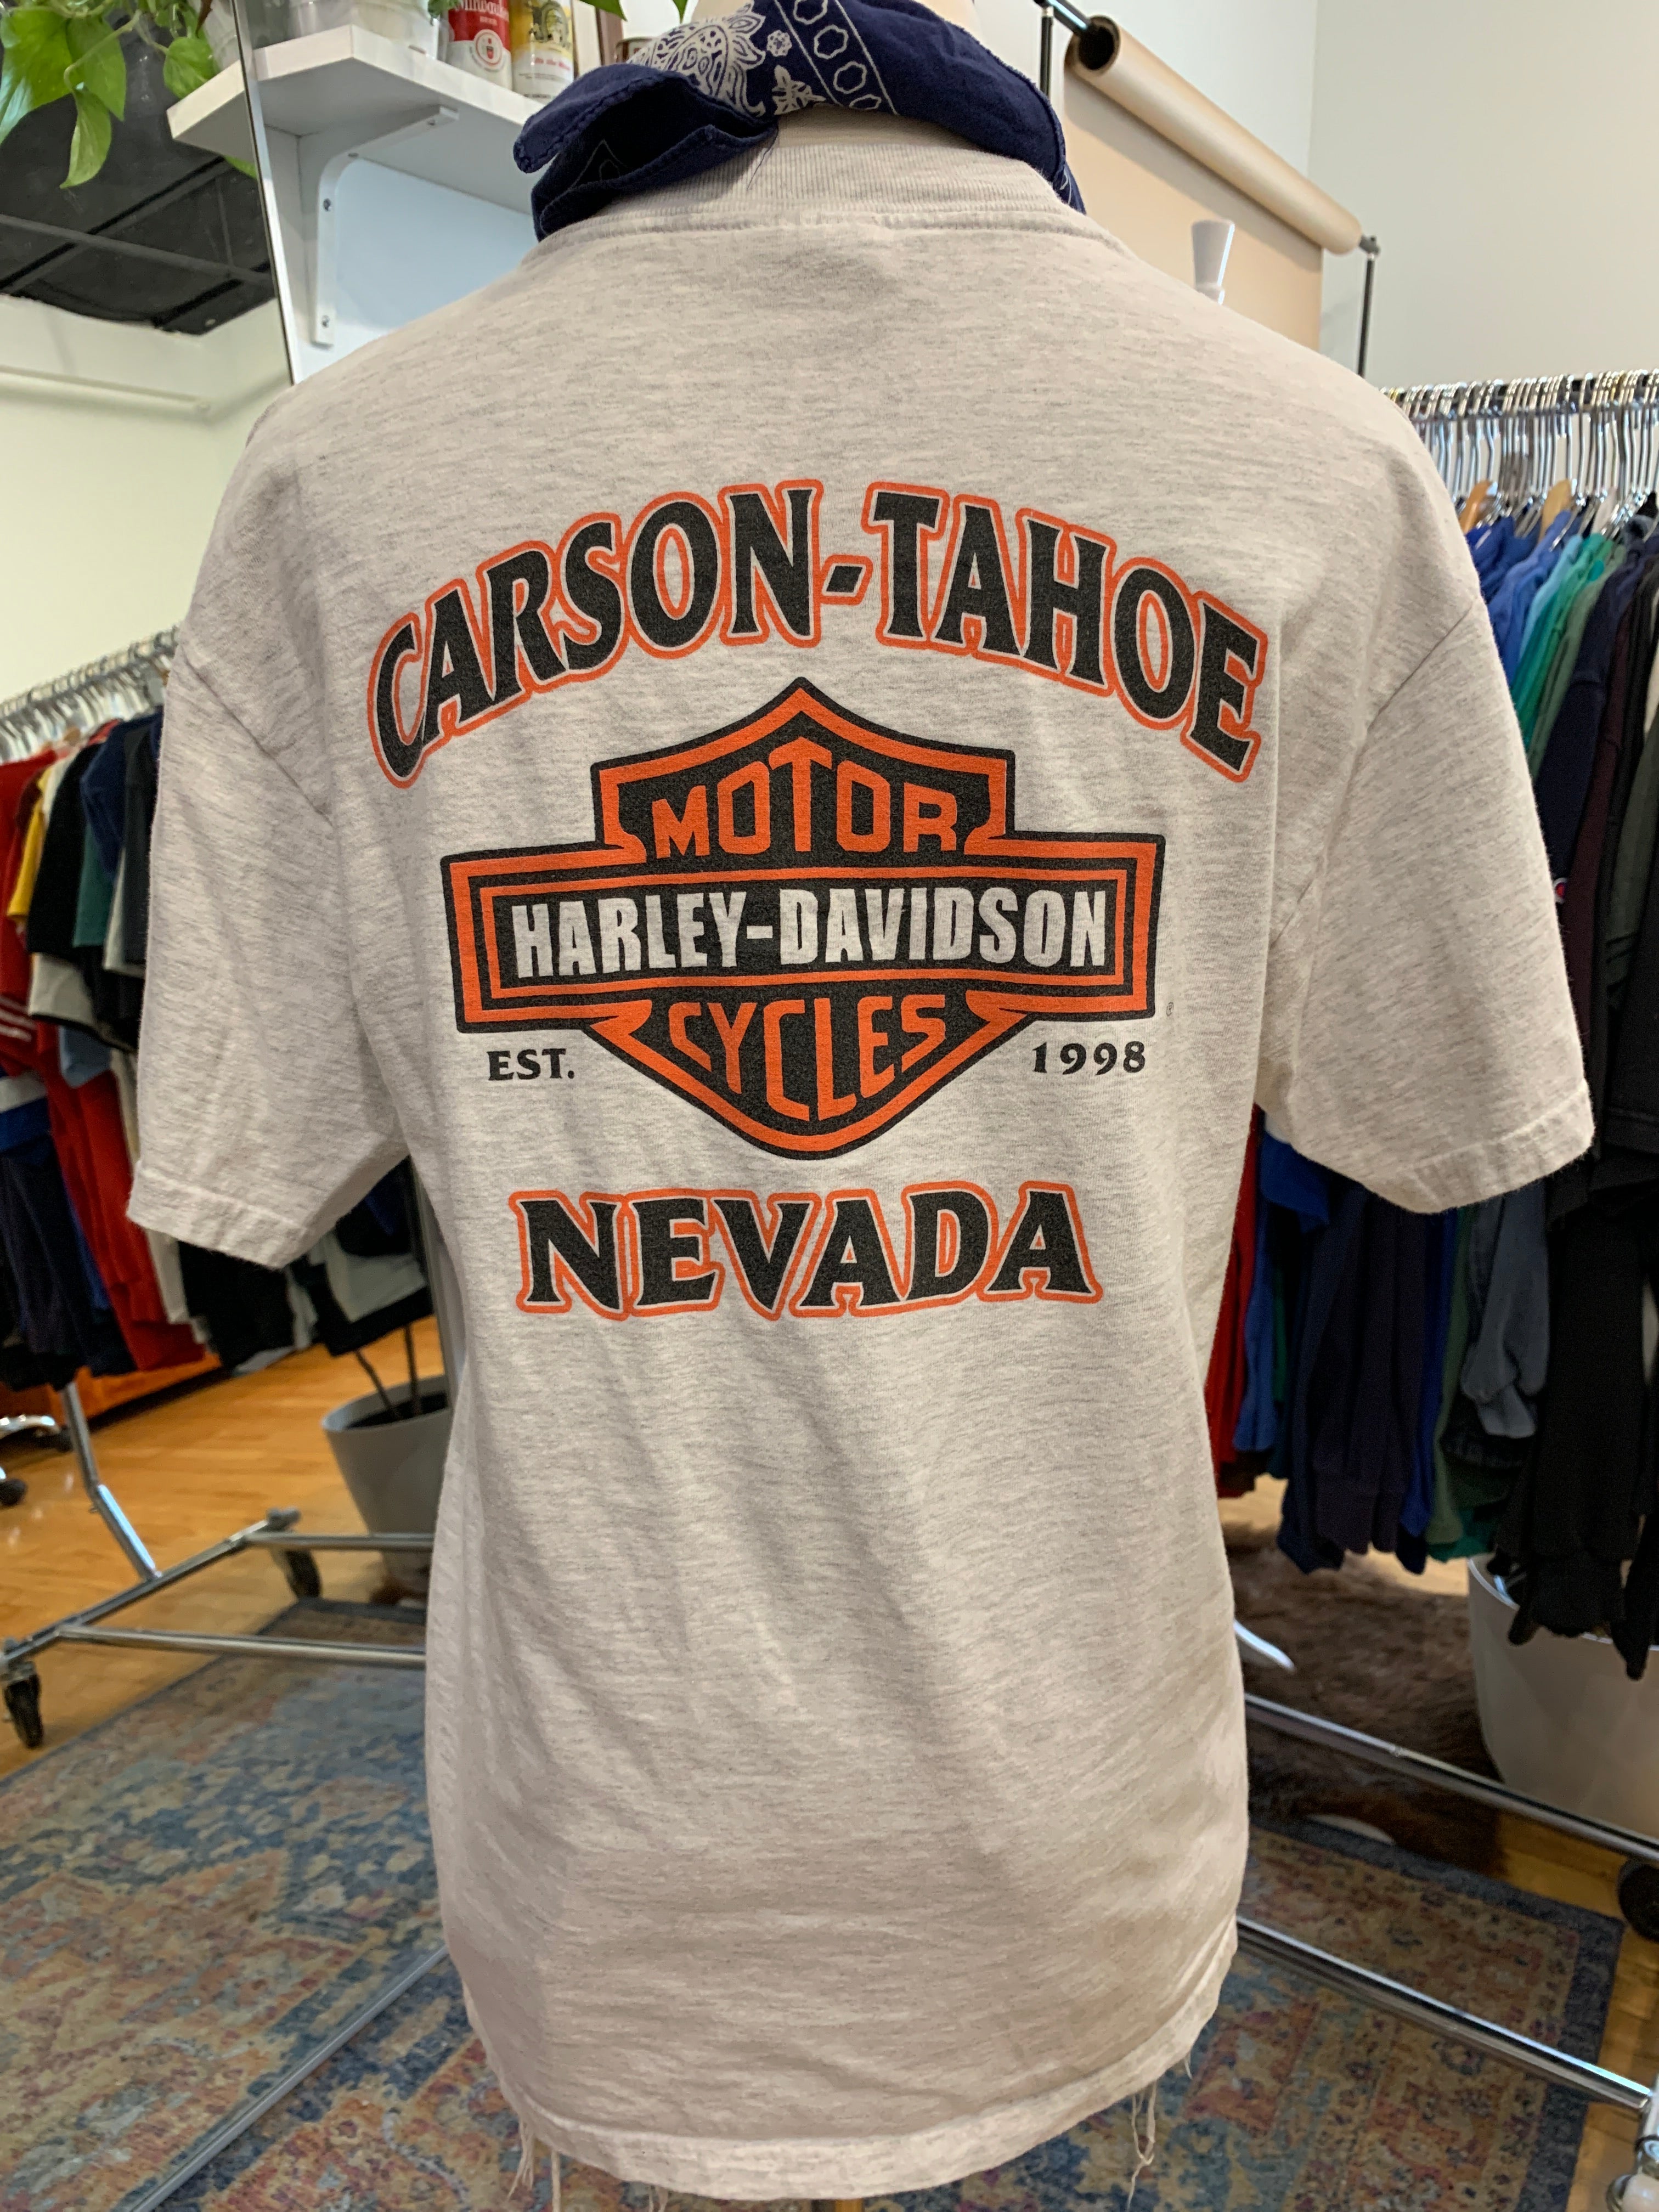 CARSON-TAHOE
MOTOR
HARLEY-DAVIDSON
CYCLES
EST. 1998
NEVADA